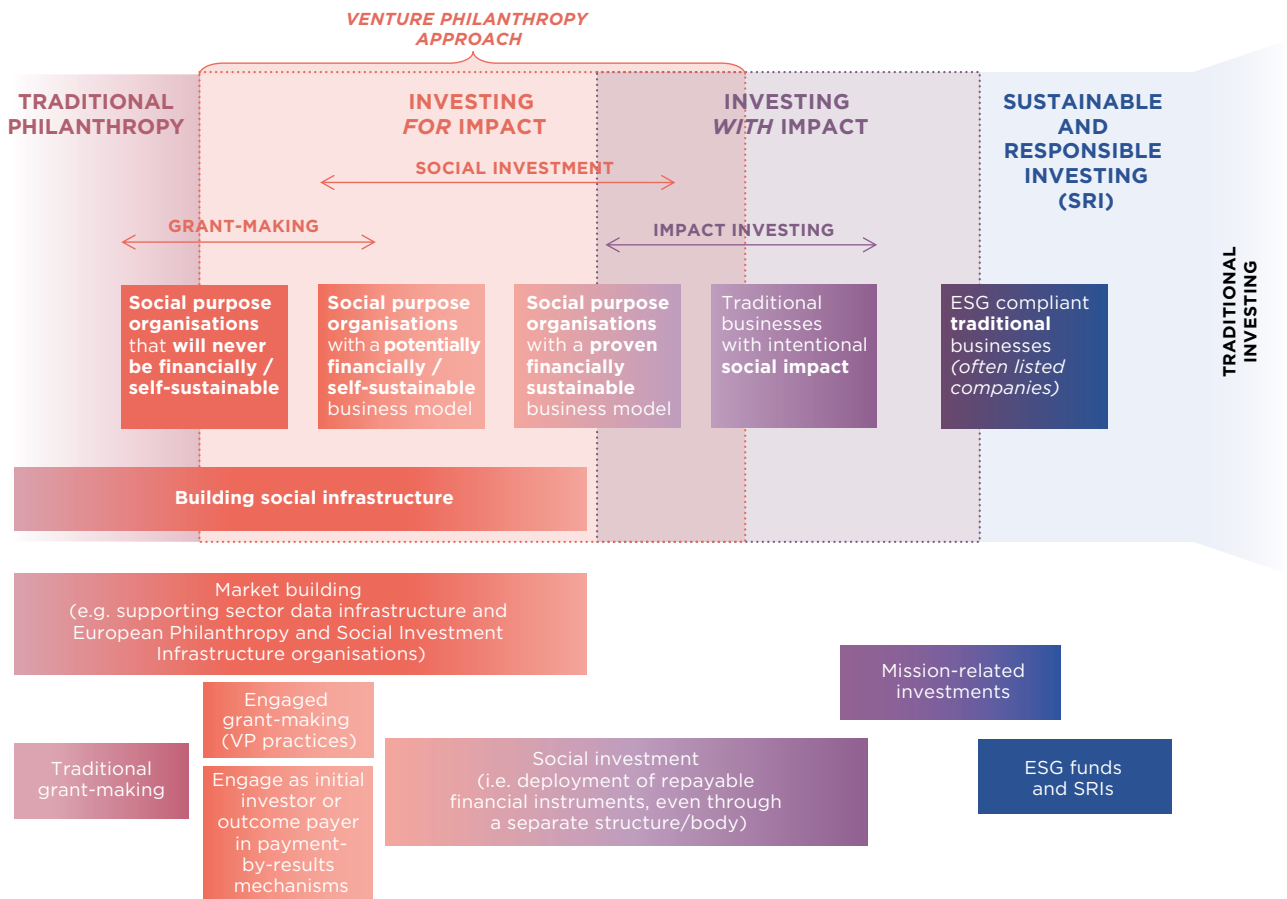 VENTURE PHILANTHROPY
APPROACH
TRADITIONAL
PHILANTHROPY
INVESTING
FOR IMPACT
INVESTING
WITH IMPACT
SUSTAINABLE
AND
RESPONSIBLE
INVESTING
(SRI)
SOCIAL INVESTMENT
GRANT-MAKING
IMPACT INVESTING
Social purpose
organisations
that will never
be financially /
self-sustainable
Social purpose
organisations
with a potentially
financially /
self-sustainable
business model
Social purpose
organisations
with a proven
financially
sustainable
business model
Traditional
businesses
with intentional
social impact
ESG compliant
traditional
businesses
(often listed
companies)
TRADITIONAL
INVESTING
Building social infrastructure
Market building
(e.g. supporting sector data infrastructure and
European Philanthropy and Social Investment
Infrastructure organisations)
Engaged
grant-making
(VP practices)
Traditional
grant-making
Engage as initial
investor or
outcome payer
in payment-
by-results
mechanisms
Social investment
(i.e. deployment of repayable
financial instruments, even through
a separate structure/body)
Mission-related
investments
ESG funds
and SRIs